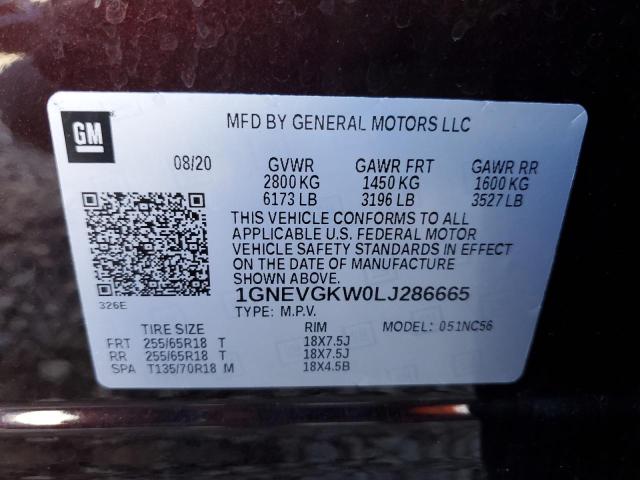 GM
MFD BY GENERAL MOTORS LLC
08/20 GVWR GAWR FRT GAWR RR
2800 KG 1450 KG 1600 KG
6173 LB 3196 LB 3527 LB
THIS VEHICLE CONFORMS TO ALL
APPLICABLE U.S. FEDERAL MOTOR
VEHICLE SAFETY STANDARDS IN EFFECT
ON THE DATE OF MANUFACTURE
SHOWN ABOVE.
326E
1GNEVGKW0LJ286665
TYPE: M.P.V. MODEL: 051NC56
TIRE SIZE RIM
FRT 255/65R18 T 18X7.5J
RR 255/65R18 T 18X7.5J
SPA T135/70R18 M 18X4.5B